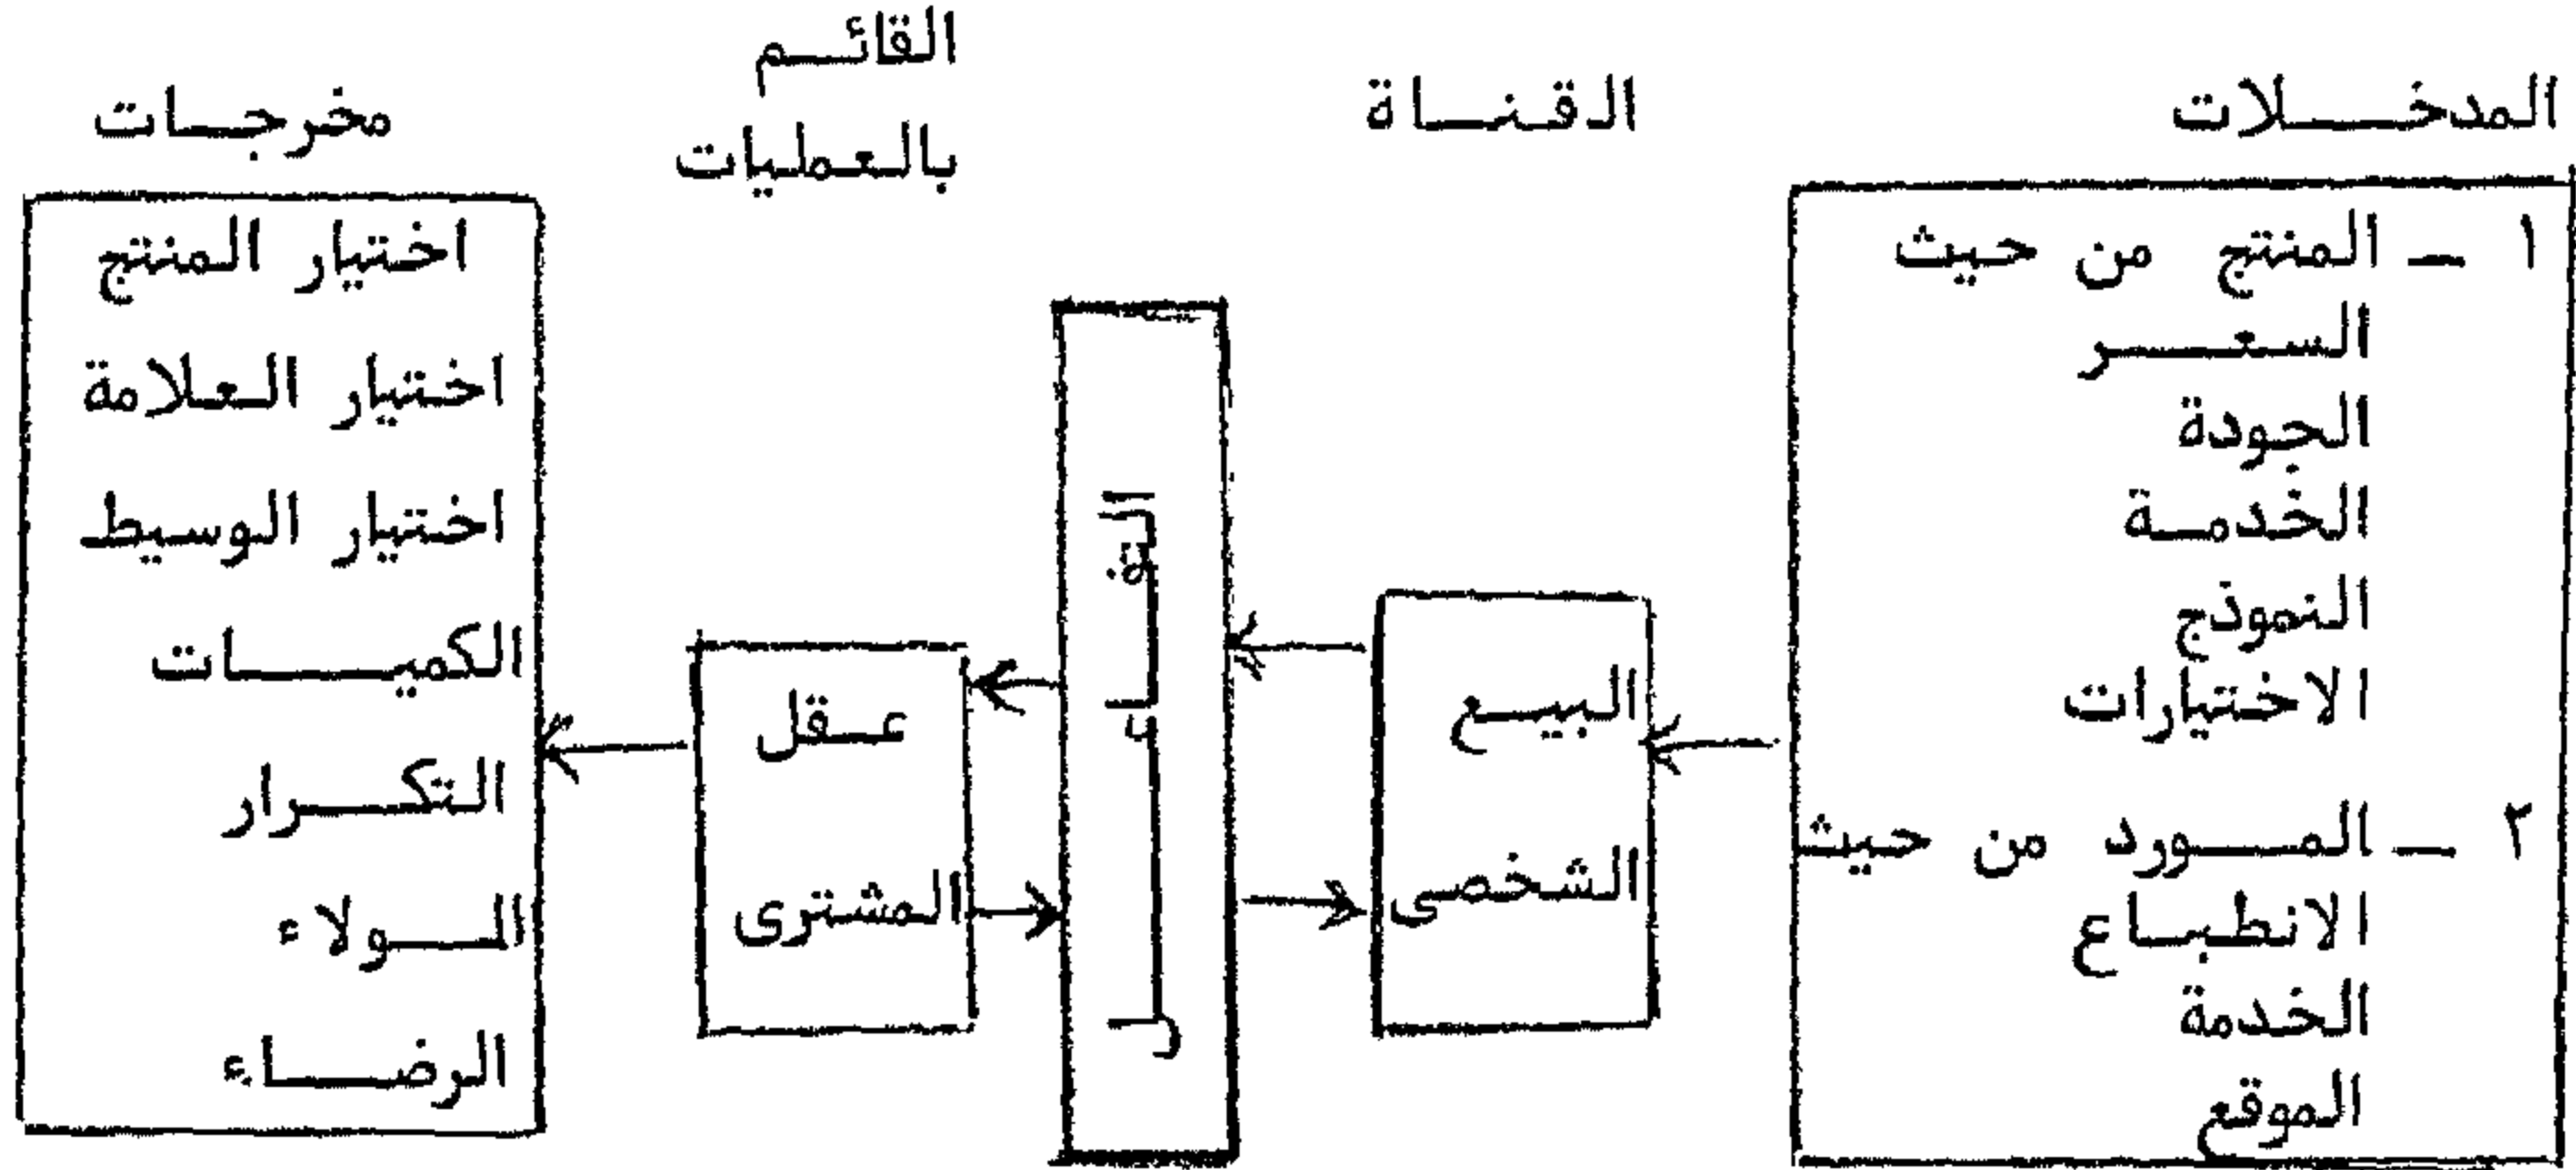 المدخلات
١ – المنتج من حيث
السعر
الجودة
الخدمة
النموذج
الاختيارات
٢ – المورد من حيث
الانطباع
الخدمة
الموقع
القناة
البيع
الشخصى
القائم
بالعمليات
عقل
المشترى
مخرجات
اختيار المنتج
اختيار العلامة
اختيار الوسيط
الكميات
التكرار
الولاء
الرضاء